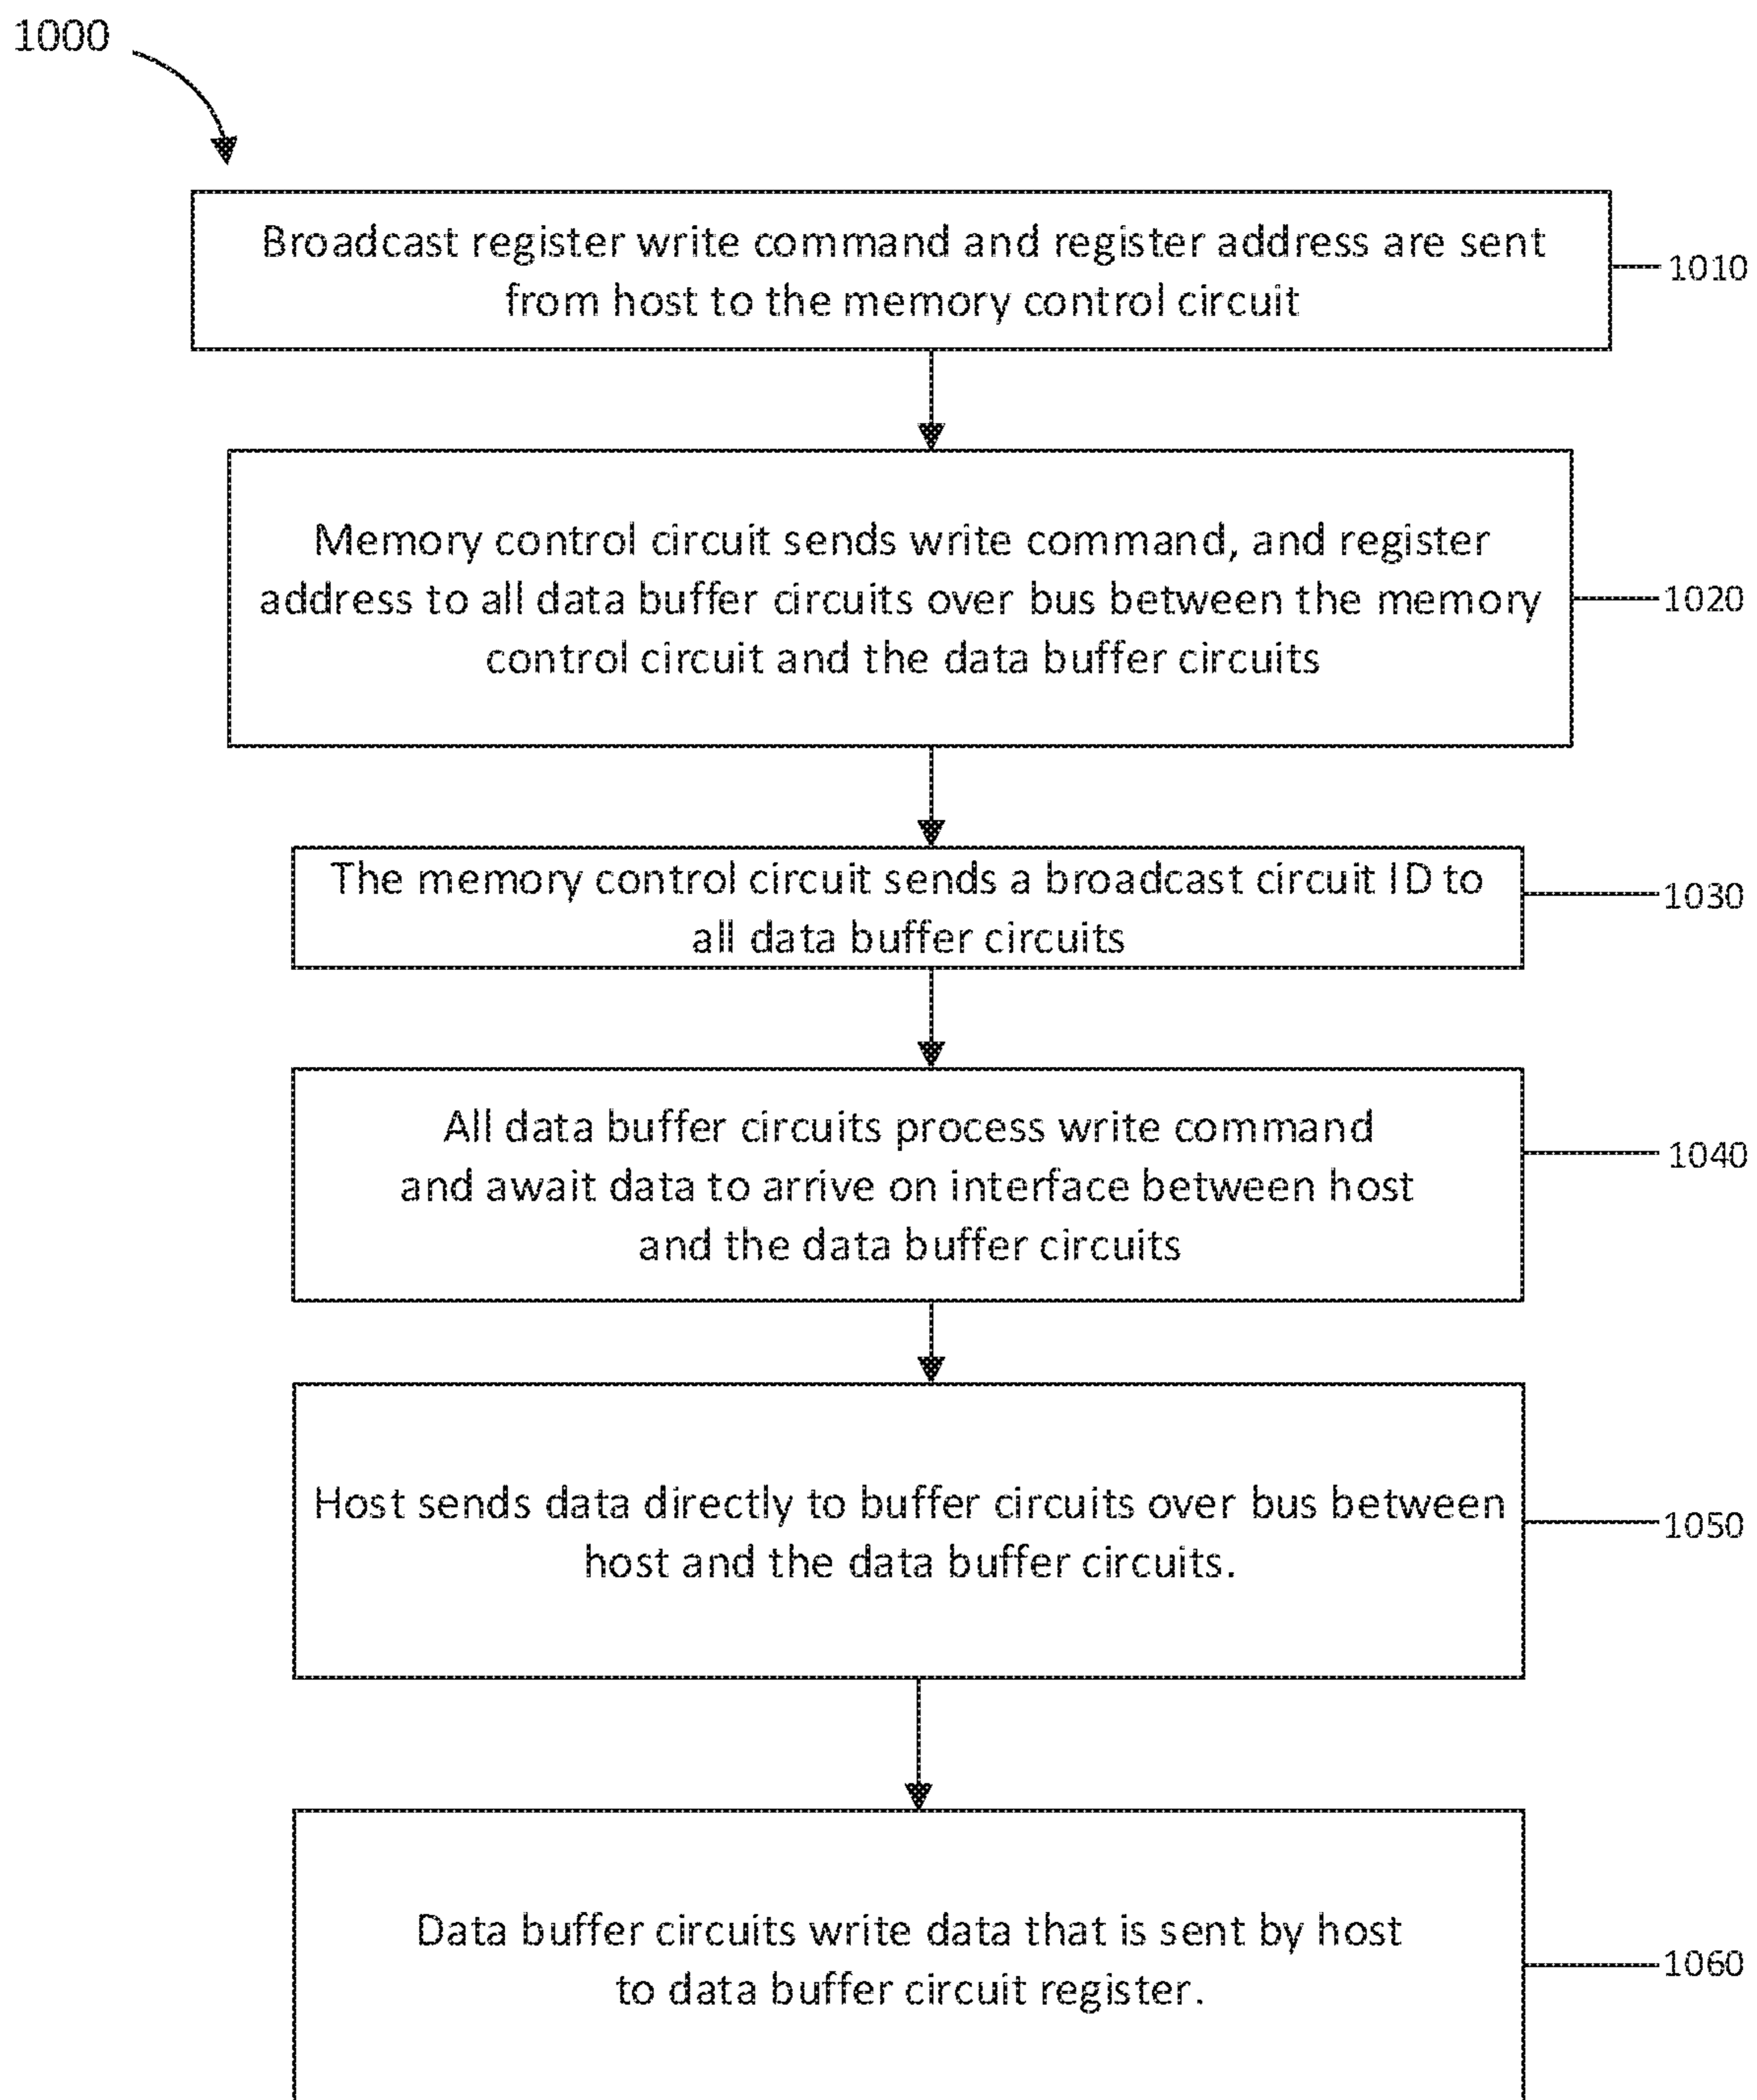 1000
Broadcast register write command and register address are sent
from host to the memory control circuit
1010
Memory control circuit sends write command, and register
address to all data buffer circuits over bus between the memory
control circuit and the data buffer circuits
1020
The memory control circuit sends a broadcast circuit ID to
all data buffer circuits
1030
All data buffer circuits process write command
and await data to arrive on interface between host
and the data buffer circuits
1040
Host sends data directly to buffer circuits over bus between
host and the data buffer circuits.
1050
Data buffer circuits write data that is sent by host
to data buffer circuit register.
1060